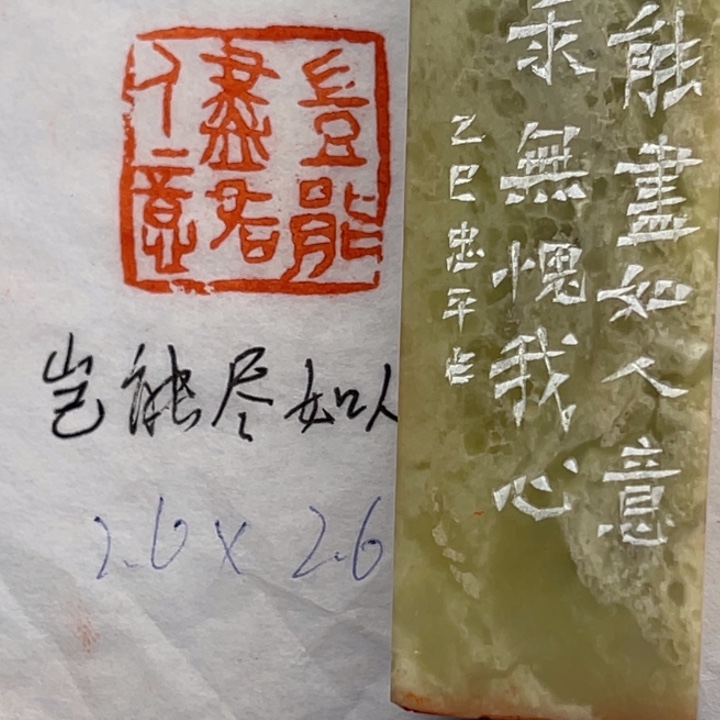 豈能
盡如
人意
岂能尽如人
2.6 x 2.6
能盡如人意
求無愧我心
乙巳忠平